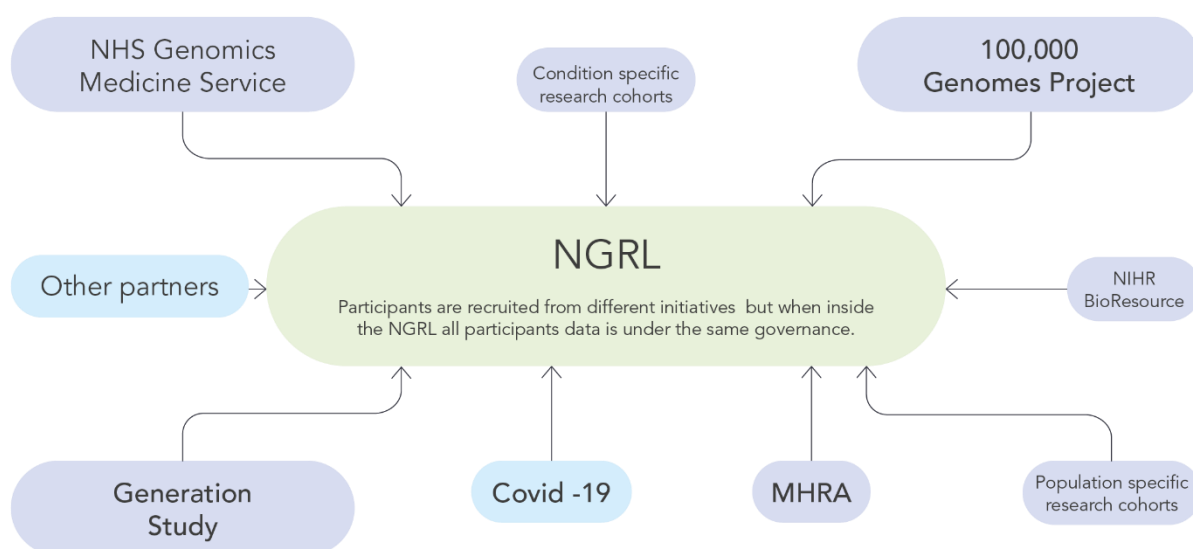 NHS Genomics
Medicine Service
Condition specific
research cohorts
100,000
Genomes Project
Other partners
NGRL
Participants are recruited from different initiatives but when inside
the NGRL all participants data is under the same governance.
NIHR
BioResource
Generation
Study
Covid -19
MHRA
Population specific
research cohorts